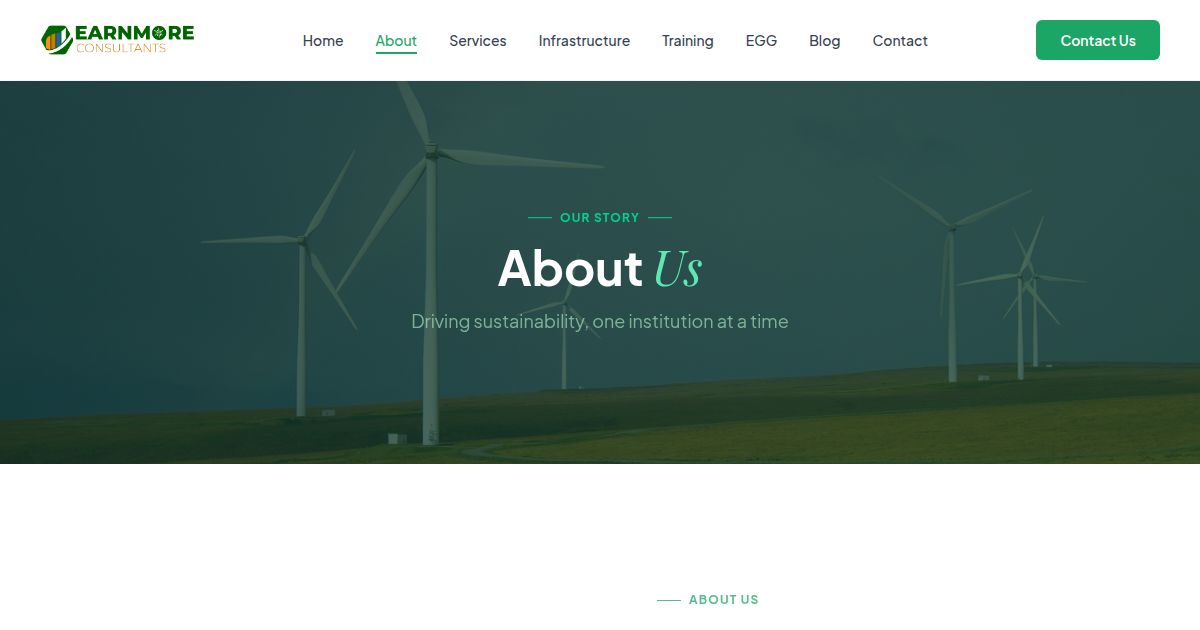 EARNMORE
CONSULTANTS
Home About Services Infrastructure Training EGG Blog Contact Contact Us
OUR STORY
About Us
Driving sustainability, one institution at a time
ABOUT US